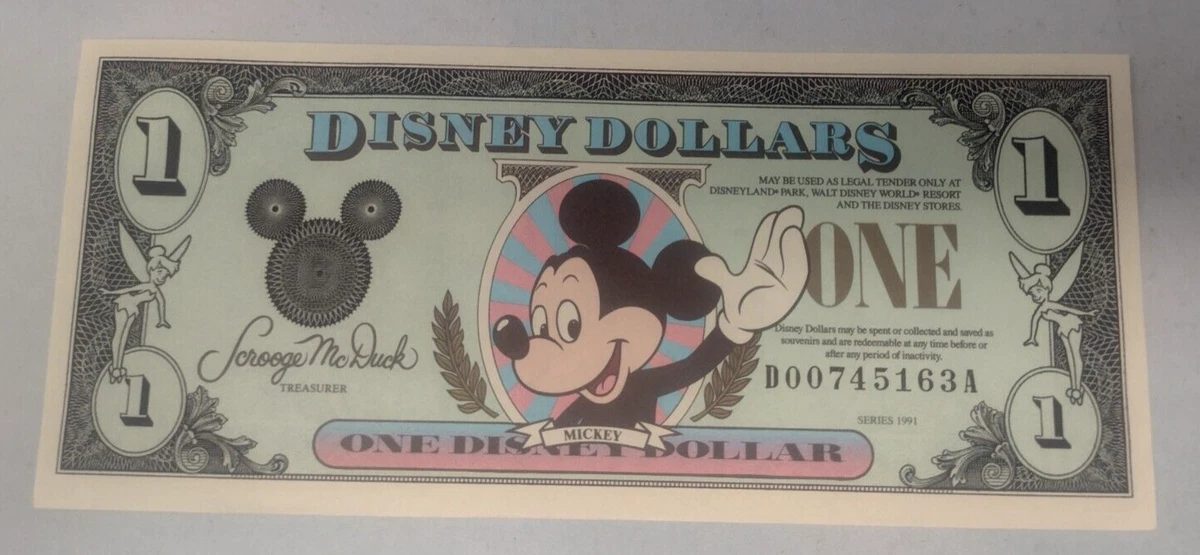 1
DISNEY DOLLARS
1
MAY BE USED AS LEGAL TENDER ONLY AT
DISNEYLAND® PARK, WALT DISNEY WORLD® RESORT
AND THE DISNEY STORES.
ONE
Disney Dollars may be spent or collected and saved as
souvenirs and are redeemable at any time before or
after any period of inactivity.
Scrooge McDuck
TREASURER
D00745163A
SERIES 1991
1
ONE DISNEY DOLLAR
MICKEY
1